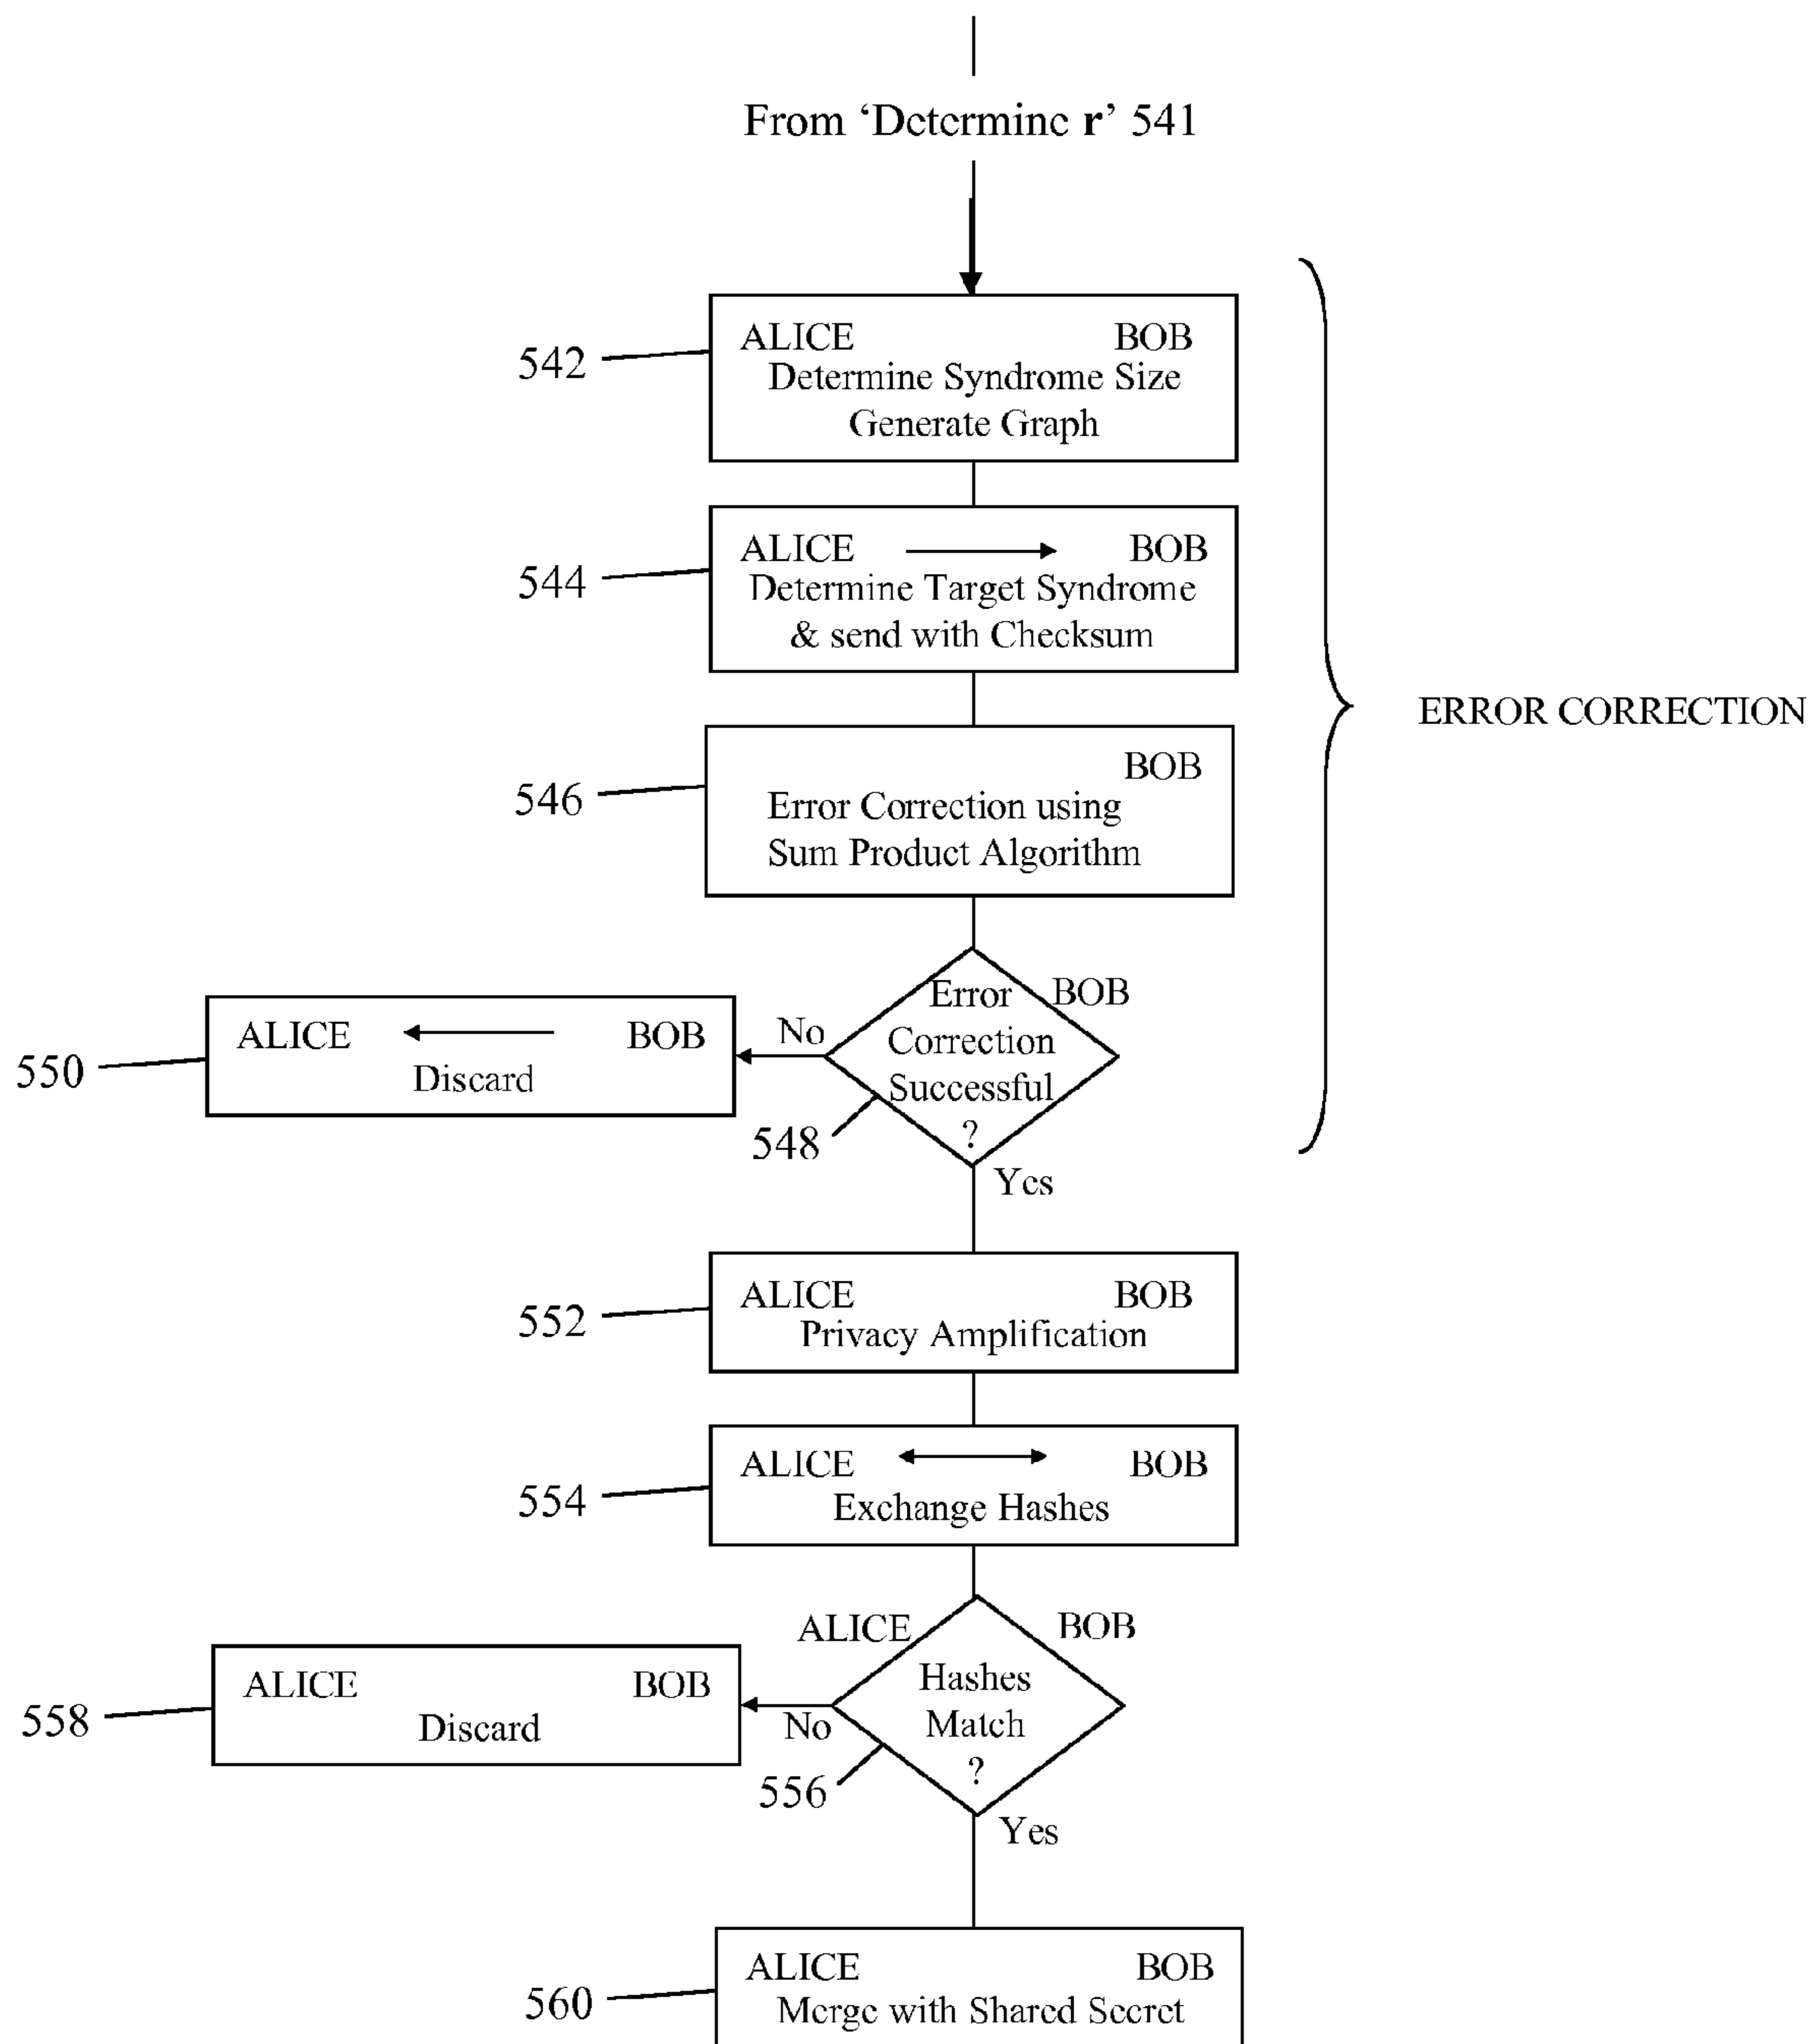 From ‘Determine r’ 541
ALICE BOB
542
Determine Syndrome Size
Generate Graph
ALICE BOB
544
Determine Target Syndrome
& send with Checksum
ERROR CORRECTION
BOB
546
Error Correction using
Sum Product Algorithm
Error
BOB
Correction
Successful
?
No
548
Yes
ALICE BOB
550
Discard
ALICE BOB
552
Privacy Amplification
ALICE BOB
554
Exchange Hashes
ALICE BOB
Hashes
Match
?
No
556
Yes
ALICE BOB
558
Discard
ALICE BOB
560
Merge with Shared Secret